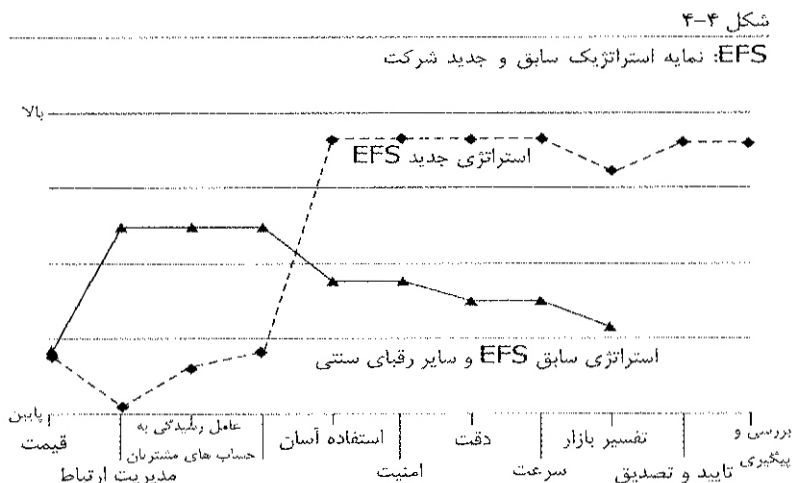 شکل ۴-۴
EFS: نمایه استراتژیک سابق و جدید شرکت
بالا
استراتژی جدید EFS
استراتژی سابق EFS و سایر رقبای سنتی
پایین
قیمت
مدیریت ارتباط
عامل رسیدگی به
حساب های مشتریان
استفاده آسان
امنیت
دقت
سرعت
تفسیر بازار
تایید و تصدیق
بررسی و
پیگیری